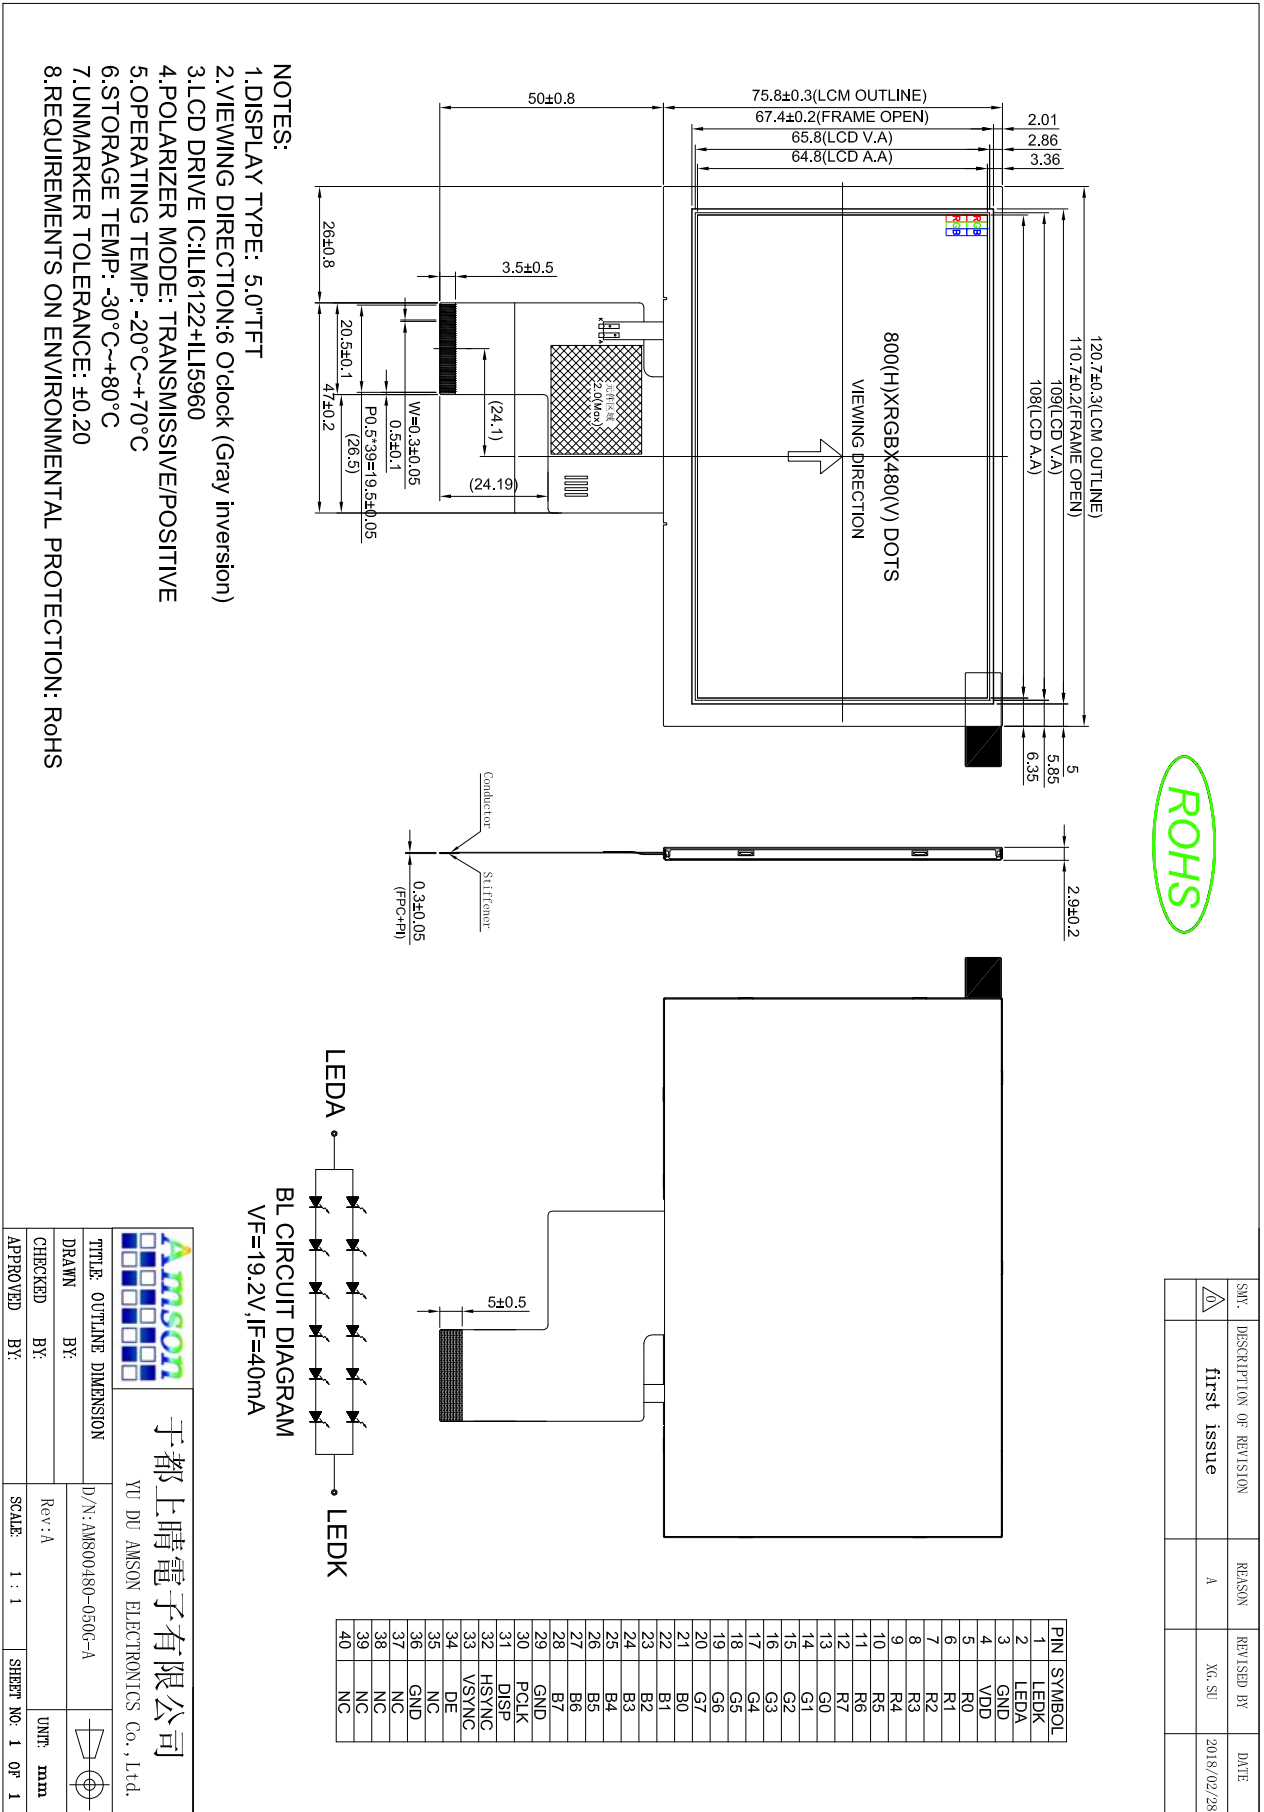 SMY. DESCRIPTION OF REVISION REASON REVISED BY DATE
0 first issue A XG. SU 2018/02/28
ROHS
120.7±0.3(LCM OUTLINE)
110.7±0.2(FRAME OPEN)
109(LCD V.A)
108(LCD A.A)
5
5.85
6.35
75.8±0.3(LCM OUTLINE)
67.4±0.2(FRAME OPEN)
65.8(LCD V.A)
64.8(LCD A.A)
2.01
2.86
3.36
50±0.8
RGB
RGB
800(H)XRGBX480(V) DOTS
VIEWING DIRECTION
K
A
元件区域
2.0(Max)
3.5±0.5
(24.1)
(24.19)
26±0.8
20.5±0.1
47±0.2
W=0.3±0.05
0.5±0.1
P0.5*39=19.5±0.05
(26.5)
2.9±0.2
Conductor
Stiffener
0.3±0.05
(FPC+PI)
5±0.5
LEDA
LEDK
BL CIRCUIT DIAGRAM
VF=19.2V,IF=40mA
PIN SYMBOL
1 LEDK
2 LEDA
3 GND
4 VDD
5 R0
6 R1
7 R2
8 R3
9 R4
10 R5
11 R6
12 R7
13 G0
14 G1
15 G2
16 G3
17 G4
18 G5
19 G6
20 G7
21 B0
22 B1
23 B2
24 B3
25 B4
26 B5
27 B6
28 B7
29 GND
30 PCLK
31 DISP
32 HSYNC
33 VSYNC
34 DE
35 NC
36 GND
37 NC
38 NC
39 NC
40 NC
NOTES:
1.DISPLAY TYPE: 5.0"TFT
2.VIEWING DIRECTION:6 O'clock (Gray inversion)
3.LCD DRIVE IC:ILI6122+ILI5960
4.POLARIZER MODE: TRANSMISSIVE/POSITIVE
5.OPERATING TEMP: -20°C~+70°C
6.STORAGE TEMP: -30°C~+80°C
7.UNMARKER TOLERANCE: ±0.20
8.REQUIREMENTS ON ENVIRONMENTAL PROTECTION: RoHS
Amson
于都上晴電子有限公司
YU DU AMSON ELECTRONICS Co.,Ltd.
TITLE: OUTLINE DIMENSION
D/N:AM800480-050G-A
DRAWN BY:
CHECKED BY:
Rev:A
UNIT: mm
APPROVED BY:
SCALE: 1 : 1
SHEET NO: 1 OF 1